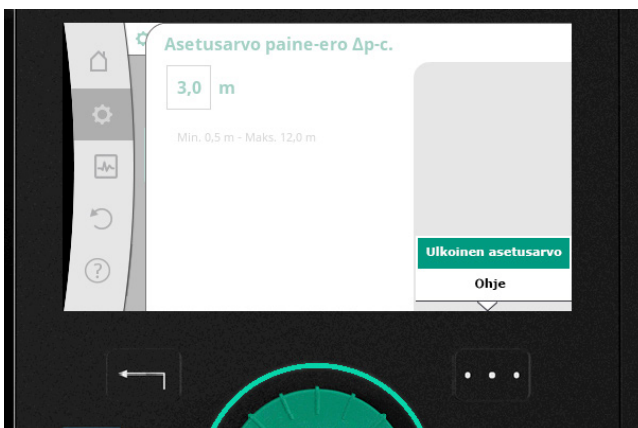 Asetusarvo paine-ero Δp-c.
3,0 m
Min. 0,5 m - Maks. 12,0 m
Ulkoinen asetusarvo
Ohje